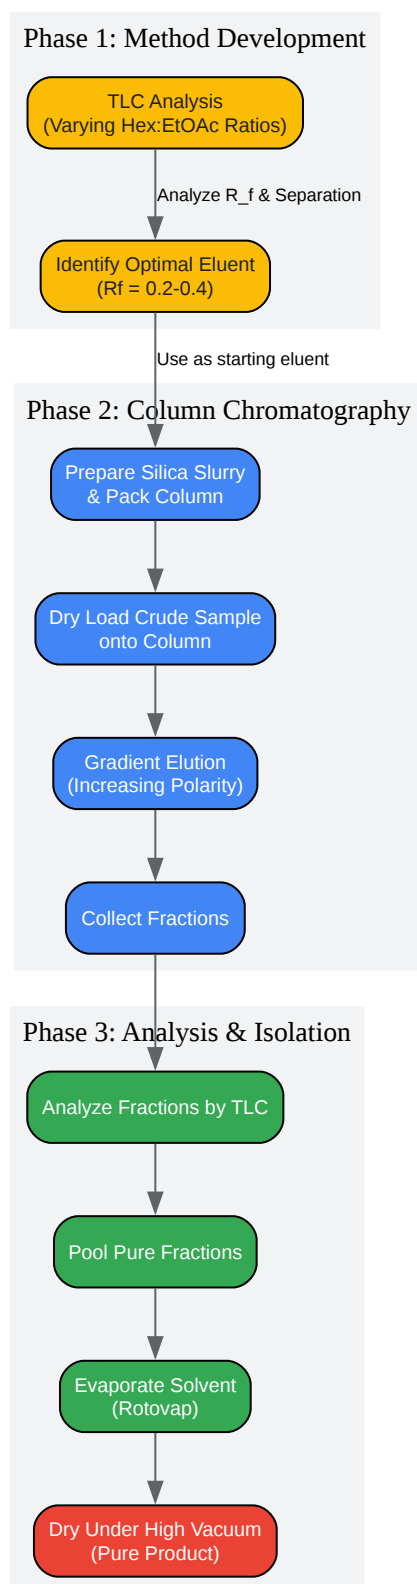 Phase 1: Method Development
TLC Analysis
(Varying Hex:EtOAc Ratios)
Analyze R_f & Separation
Identify Optimal Eluent
(Rf = 0.2-0.4)
Use as starting eluent
Phase 2: Column Chromatography
Prepare Silica Slurry
& Pack Column
Dry Load Crude Sample
onto Column
Gradient Elution
(Increasing Polarity)
Collect Fractions
Phase 3: Analysis & Isolation
Analyze Fractions by TLC
Pool Pure Fractions
Evaporate Solvent
(Rotovap)
Dry Under High Vacuum
(Pure Product)